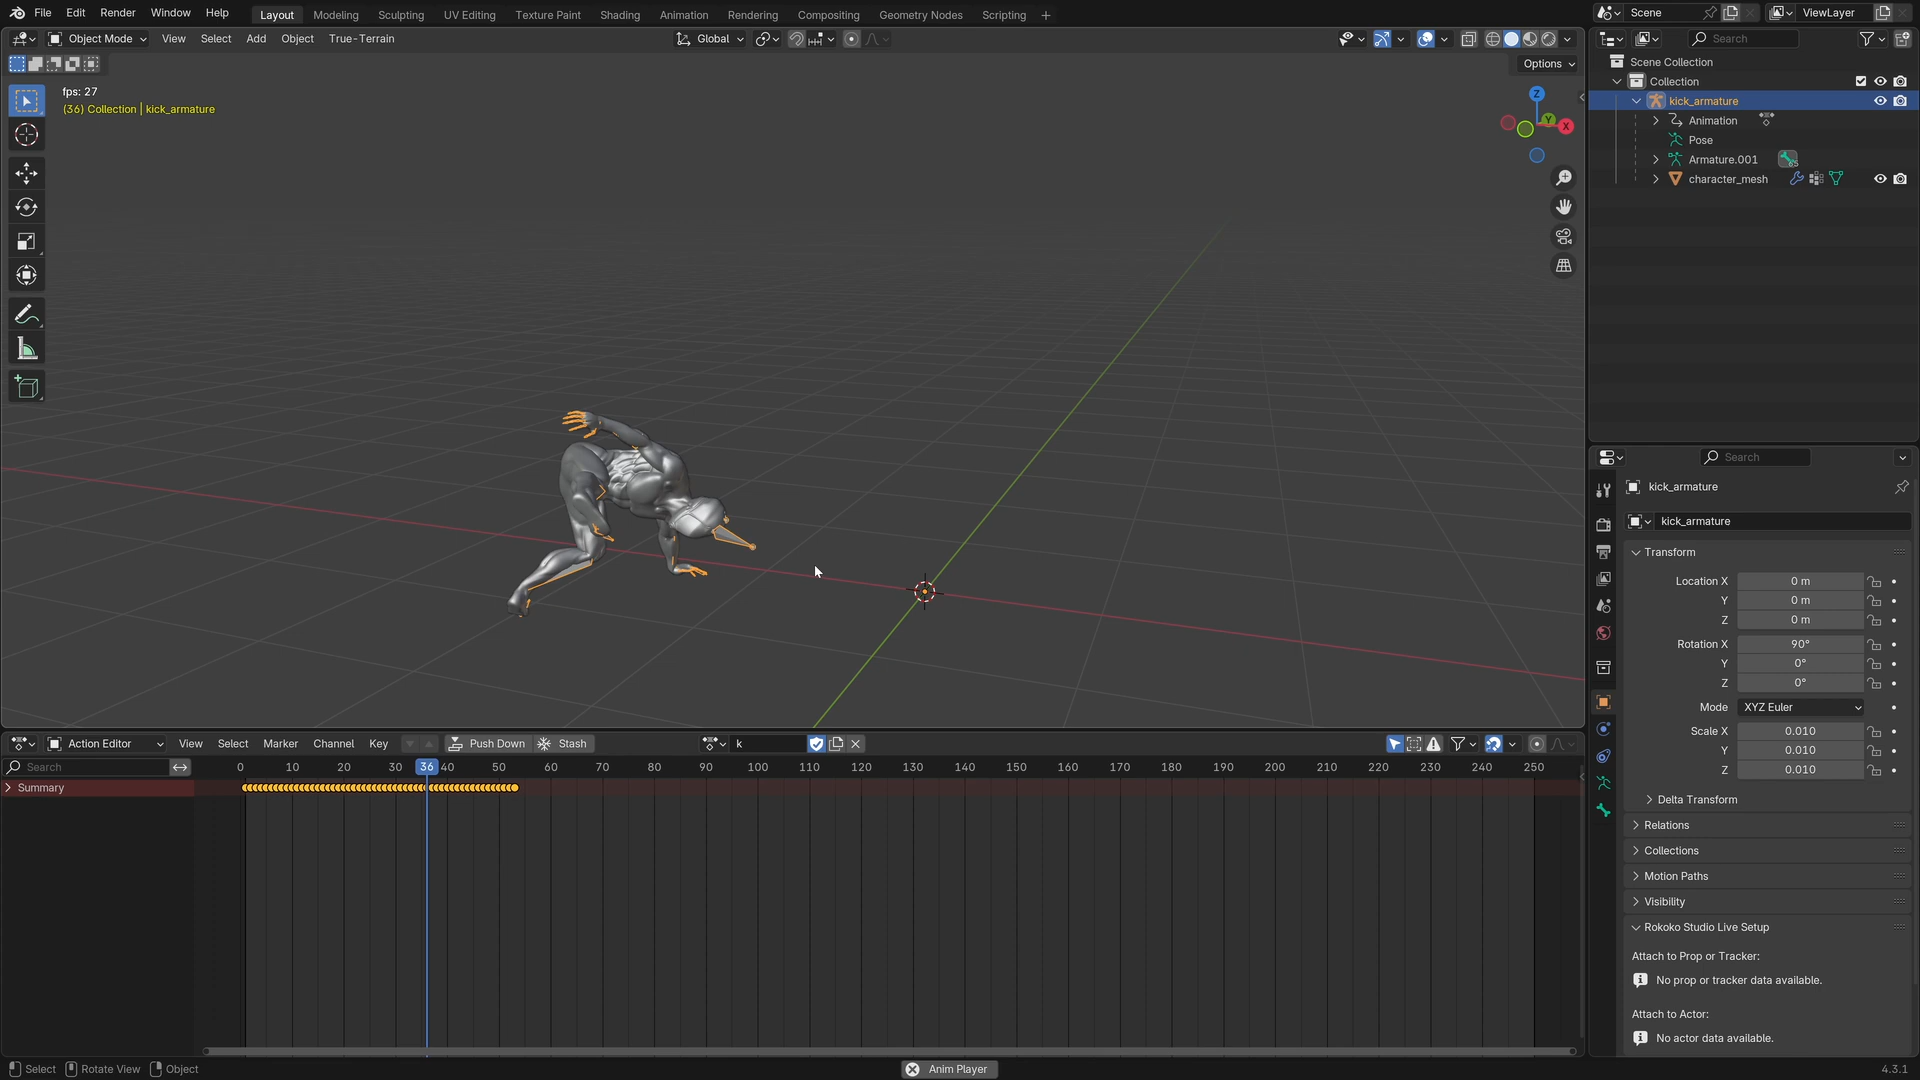 File Edit Render Window Help Layout Modeling Sculpting UV Editing Texture Paint Shading Animation Rendering Compositing Geometry Nodes Scripting + Scene ViewLayer
Object Mode View Select Add Object True-Terrain Global Search
Options
fps: 27
(36) Collection | kick_armature
Z
Y
X
Scene Collection
Collection
kick_armature
Animation
Pose
Armature.001
character_mesh
Search
kick_armature
kick_armature
Transform
Location X 0 m
Y 0 m
Z 0 m
Rotation X 90°
Y 0°
Z 0°
Mode XYZ Euler
Scale X 0.010
Y 0.010
Z 0.010
Delta Transform
Relations
Collections
Motion Paths
Visibility
Rokoko Studio Live Setup
Attach to Prop or Tracker:
No prop or tracker data available.
Attach to Actor:
No actor data available.
Action Editor View Select Marker Channel Key Push Down Stash k
Search 0 10 20 30 36 40 50 60 70 80 90 100 110 120 130 140 150 160 170 180 190 200 210 220 230 240 250
Summary
Select Rotate View Object Anim Player 4.3.1